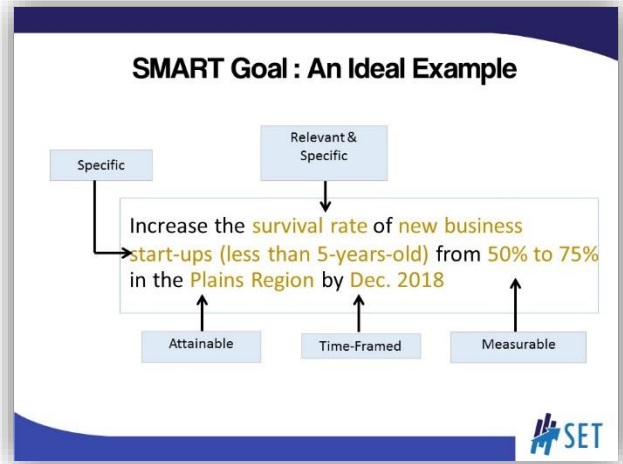 SMART Goal : An Ideal Example
Relevant &
Specific
Specific
Increase the survival rate of new business
start-ups (less than 5-years-old) from 50% to 75%
in the Plains Region by Dec. 2018
Attainable
Time-Framed
Measurable
SET